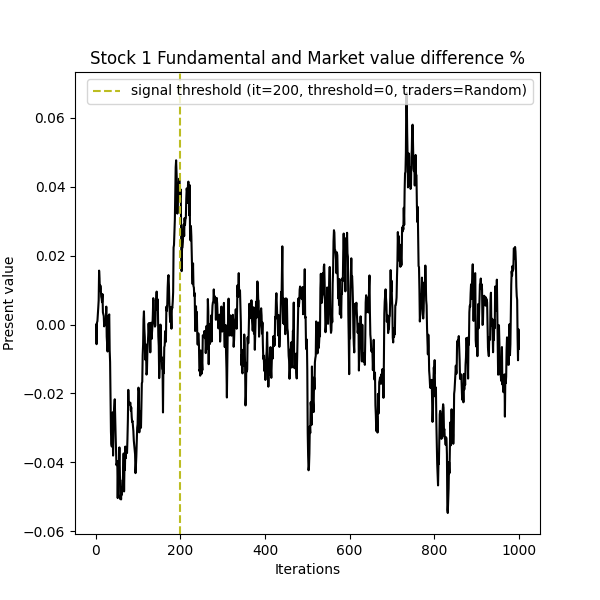 Stock 1 Fundamental and Market value difference %
signal threshold (it=200, threshold=0, traders=Random)
Present value
0.06
0.04
0.02
0.00
−0.02
−0.04
−0.06
0 200 400 600 800 1000
Iterations